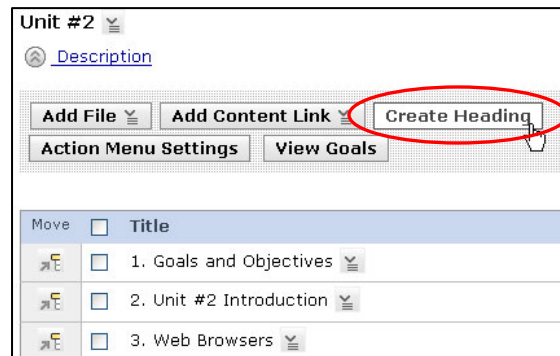 Unit #2
Description
Add File Add Content Link Create Heading
Action Menu Settings View Goals
Move Title
1. Goals and Objectives
2. Unit #2 Introduction
3. Web Browsers